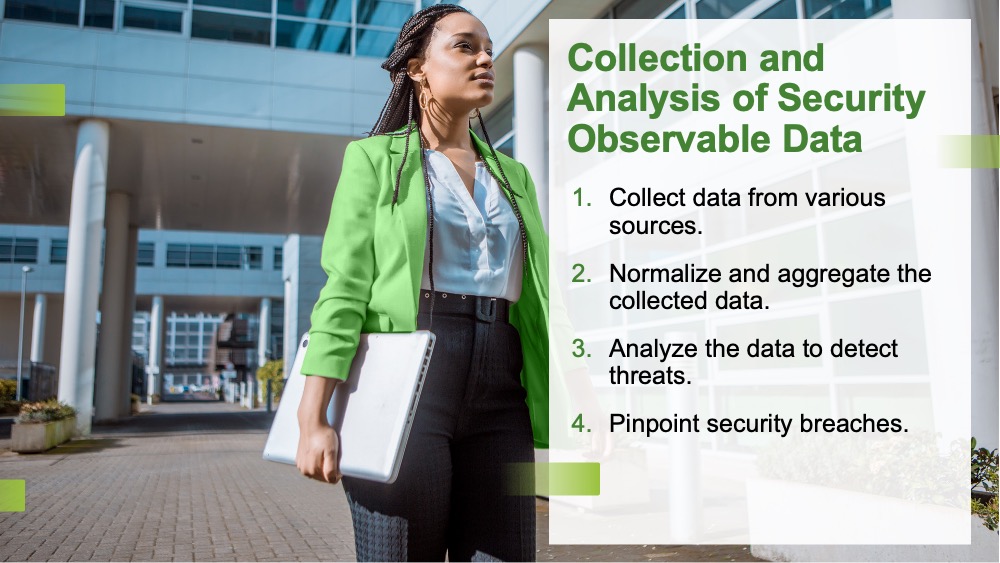 Collection and
Analysis of Security
Observable Data
1. Collect data from various
sources.
2. Normalize and aggregate the
collected data.
3. Analyze the data to detect
threats.
4. Pinpoint security breaches.